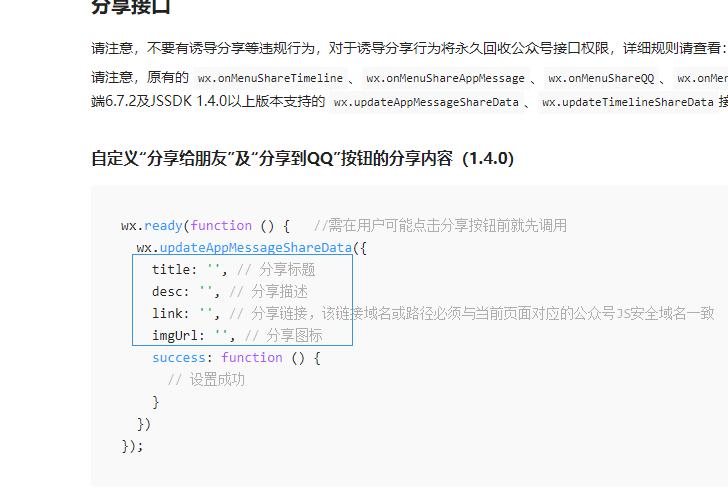 分享接口
请注意，不要有诱导分享等违规行为，对于诱导分享行为将永久回收公众号接口权限，详细规则请查看：
请注意，原有的 wx.onMenuShareTimeline 、 wx.onMenuShareAppMessage 、 wx.onMenuShareQQ 、 wx.onMen
端6.7.2及JSSDK 1.4.0以上版本支持的 wx.updateAppMessageShareData 、 wx.updateTimelineShareData 接
自定义“分享给朋友”及“分享到QQ”按钮的分享内容（1.4.0）
wx.ready(function () {   //需在用户可能点击分享按钮前就先调用
wx.updateAppMessageShareData({
title: '', // 分享标题
desc: '', // 分享描述
link: '', // 分享链接，该链接域名或路径必须与当前页面对应的公众号JS安全域名一致
imgUrl: '', // 分享图标
success: function () {
// 设置成功
}
})
});